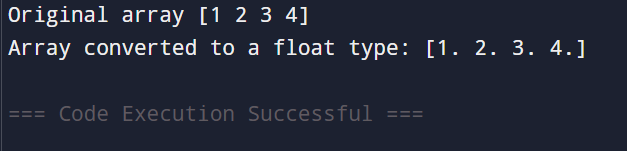 Original array [1 2 3 4]
Array converted to a float type: [1. 2. 3. 4.]
=== Code Execution Successful ===